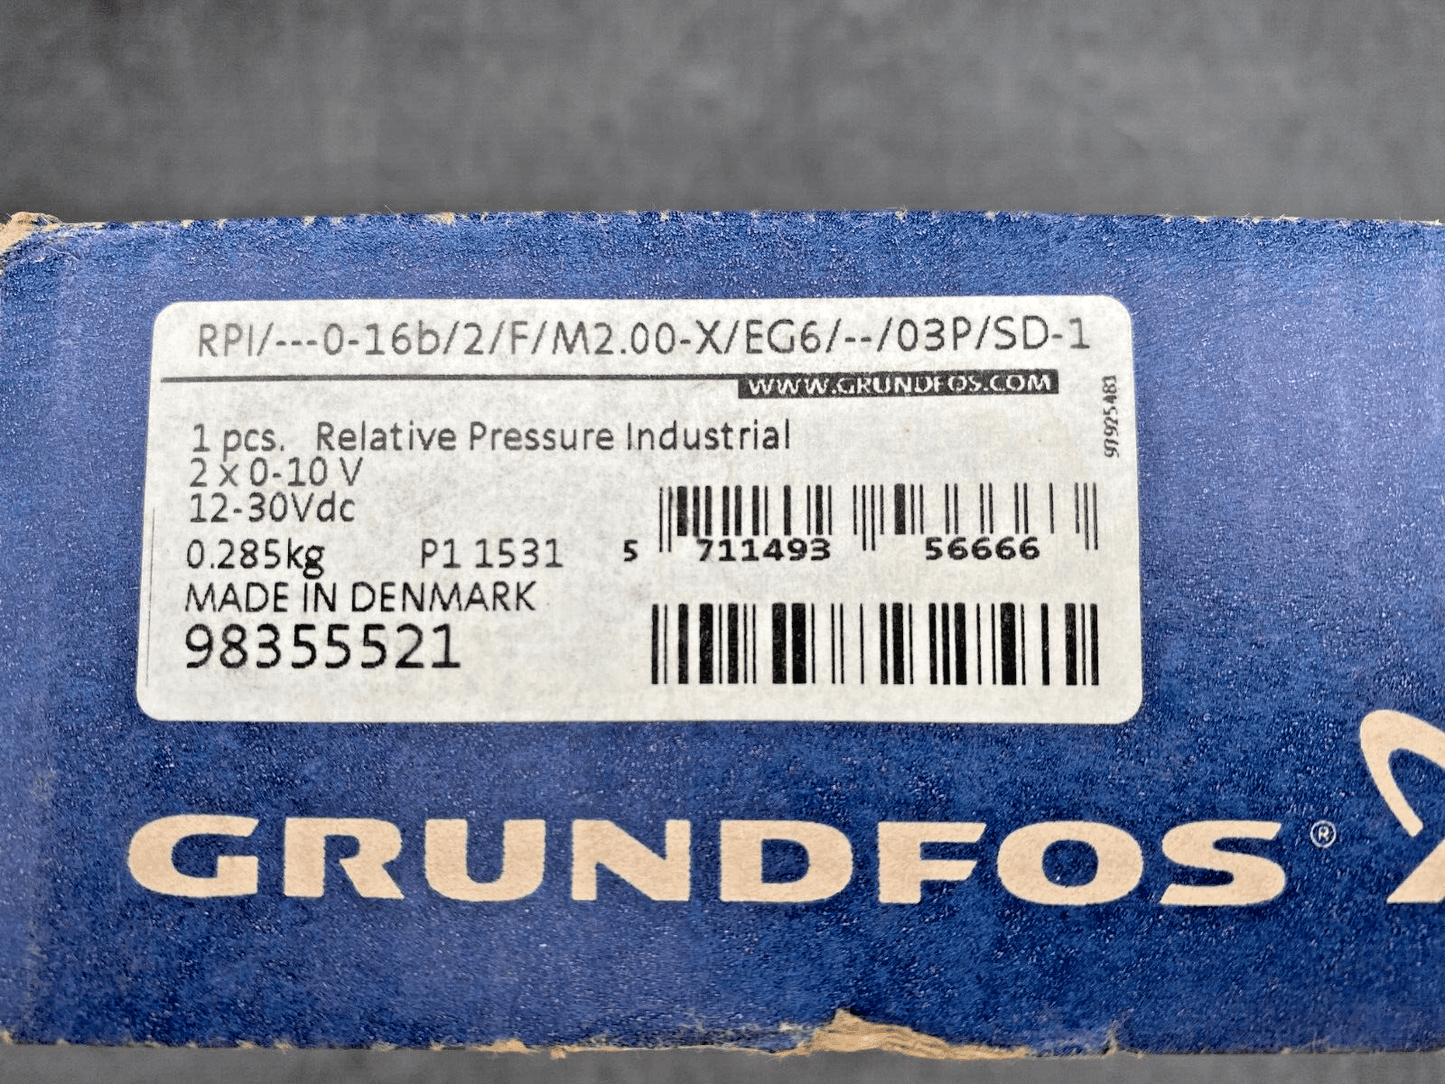 RPI/---0-16b/2/F/M2.00-X/EG6/--/03P/SD-1
WWW.GRUNDFOS.COM
97925481
1 pcs. Relative Pressure Industrial
2 x 0-10 V
12-30Vdc
0.285kg P1 1531
5 711493 56666
MADE IN DENMARK
98355521
GRUNDFOS®